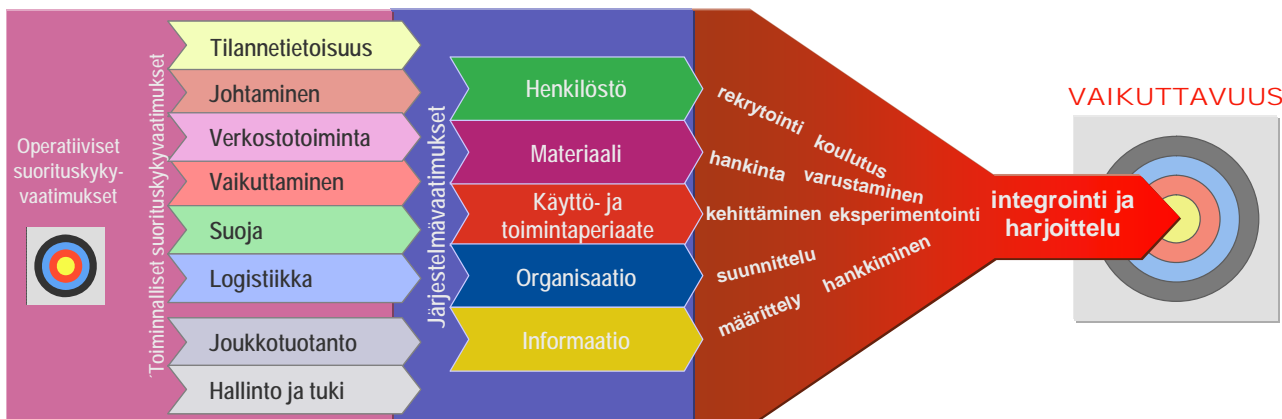 Operatiiviset
suorituskyky-
vaatimukset
´Toiminnalliset suorituskykyvaatimukset
Tilannetietoisuus
Johtaminen
Verkostotoiminta
Vaikuttaminen
Suoja
Logistiikka
Joukkotuotanto
Hallinto ja tuki
Järjestelmävaatimukset
Henkilöstö
Materiaali
Käyttö- ja
toimintaperiaate
Organisaatio
Informaatio
rekrytointi koulutus
hankinta varustaminen
kehittäminen eksperimentointi
suunnittelu hankkiminen
määrittely
integrointi ja
harjoittelu
VAIKUTTAVUUS